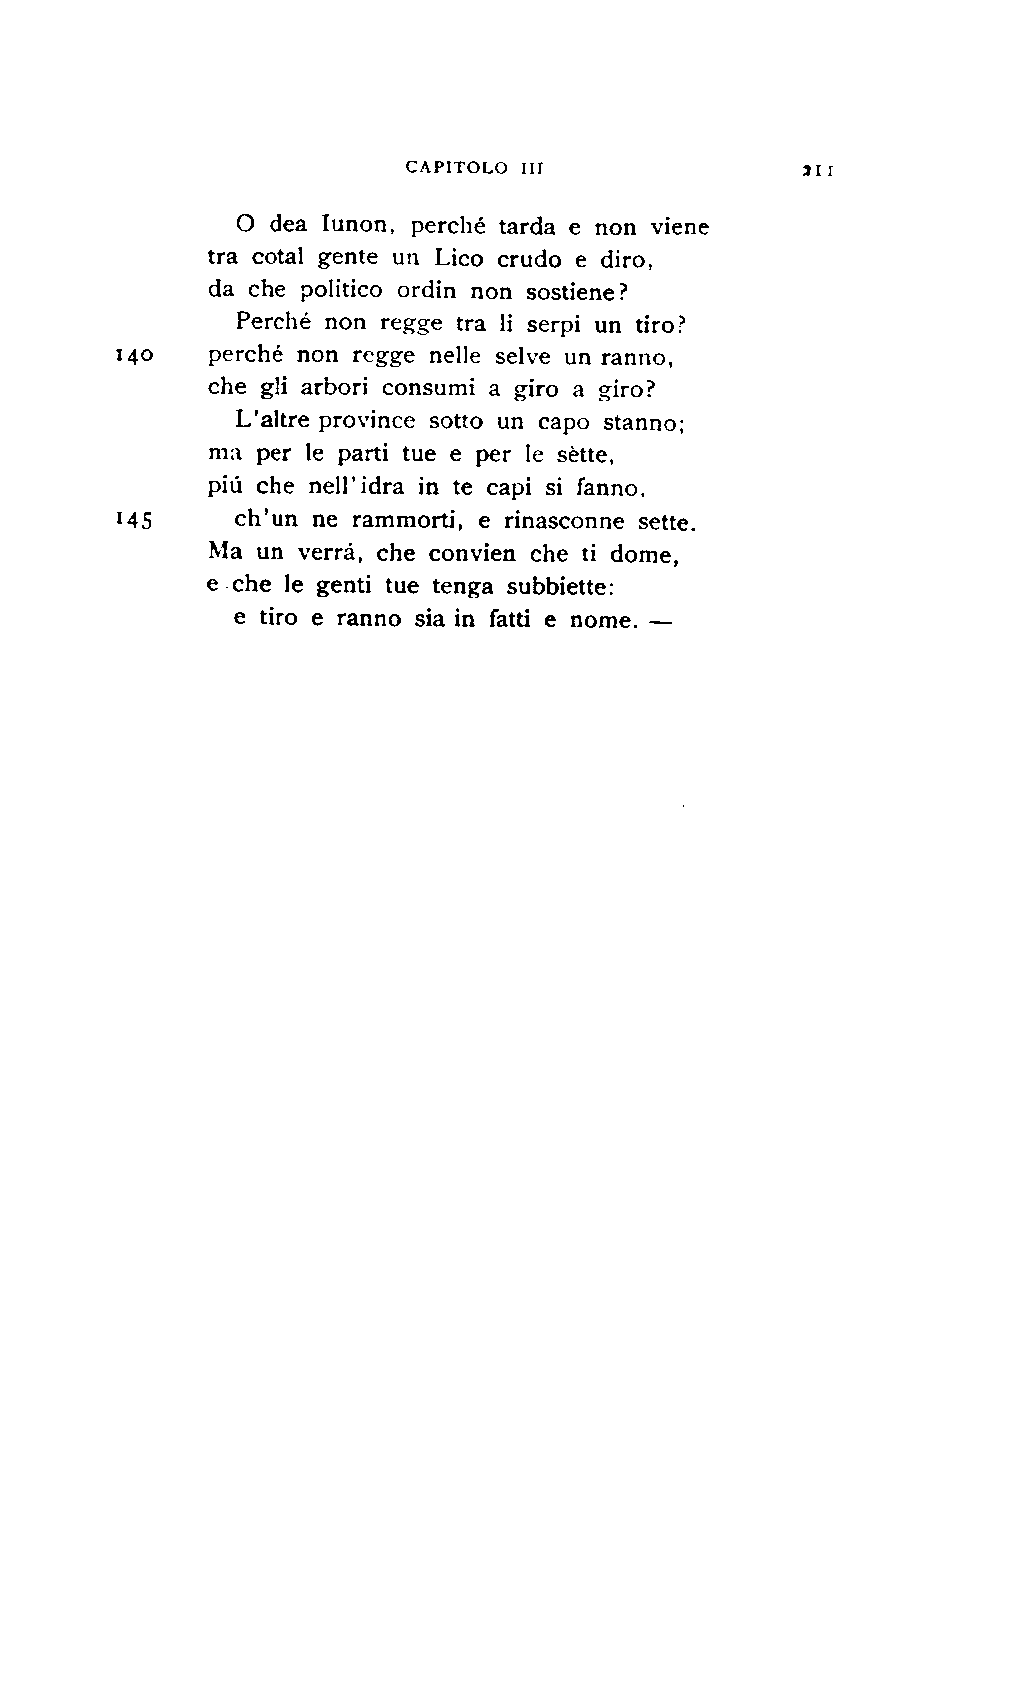 CAPITOLO III 211
O dea Iunon, perché tarda e non viene
tra cotal gente un Lico crudo e diro,
da che politico ordin non sostiene?
Perché non regge tra li serpi un tiro?
140 perché non regge nelle selve un ranno,
che gli arbori consumi a giro a giro?
L'altre province sotto un capo stanno;
ma per le parti tue e per le sètte,
piú che nell'idra in te capi si fanno,
145 ch'un ne rammorti, e rinasconne sette.
Ma un verrá, che convien che ti dome,
e che le genti tue tenga subbiette:
e tiro e ranno sia in fatti e nome. —